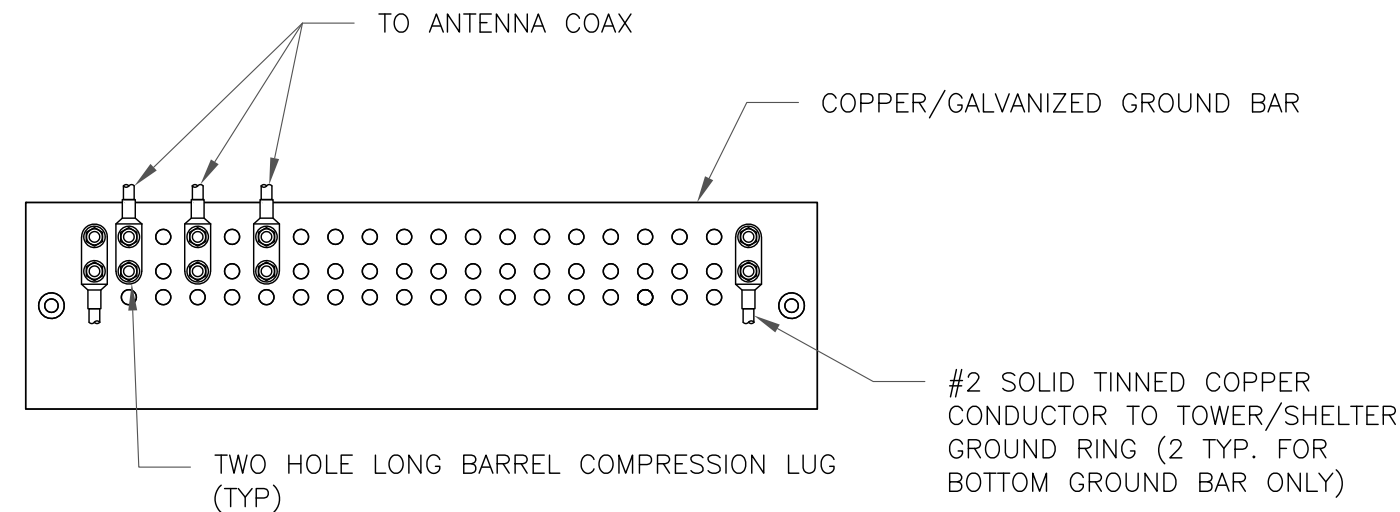 TO ANTENNA COAX
COPPER/GALVANIZED GROUND BAR
#2 SOLID TINNED COPPER
CONDUCTOR TO TOWER/SHELTER
GROUND RING (2 TYP. FOR
BOTTOM GROUND BAR ONLY)
TWO HOLE LONG BARREL COMPRESSION LUG
(TYP)